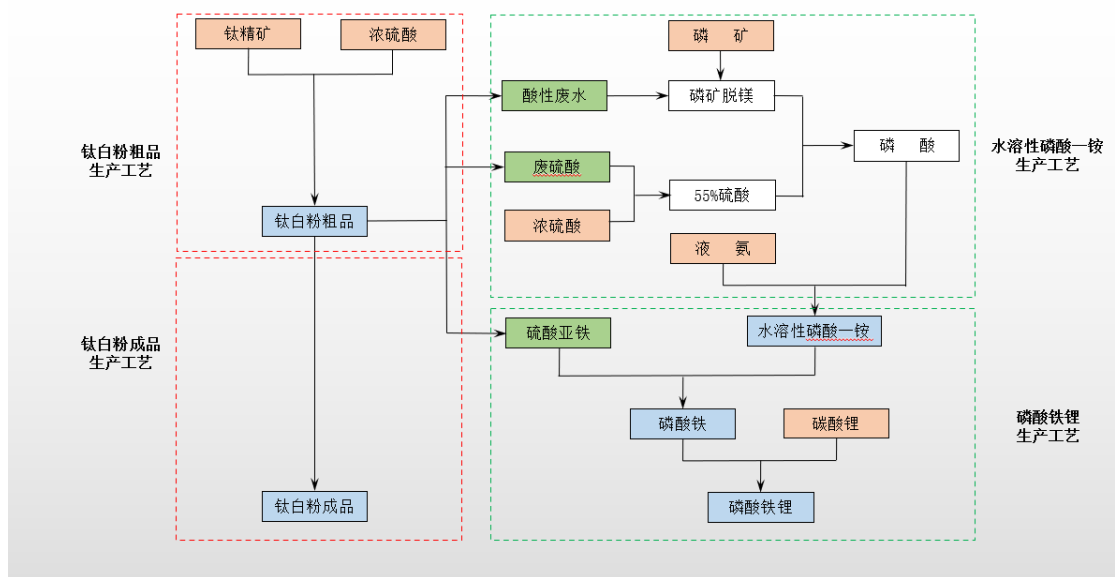 钛精矿
浓硫酸
磷 矿
酸性废水
磷矿脱镁
钛白粉粗品
生产工艺
磷 酸
水溶性磷酸一铵
生产工艺
废硫酸
55%硫酸
浓硫酸
钛白粉粗品
液 氨
钛白粉成品
生产工艺
硫酸亚铁
水溶性磷酸一铵
磷酸铁
碳酸锂
磷酸铁锂
生产工艺
钛白粉成品
磷酸铁锂